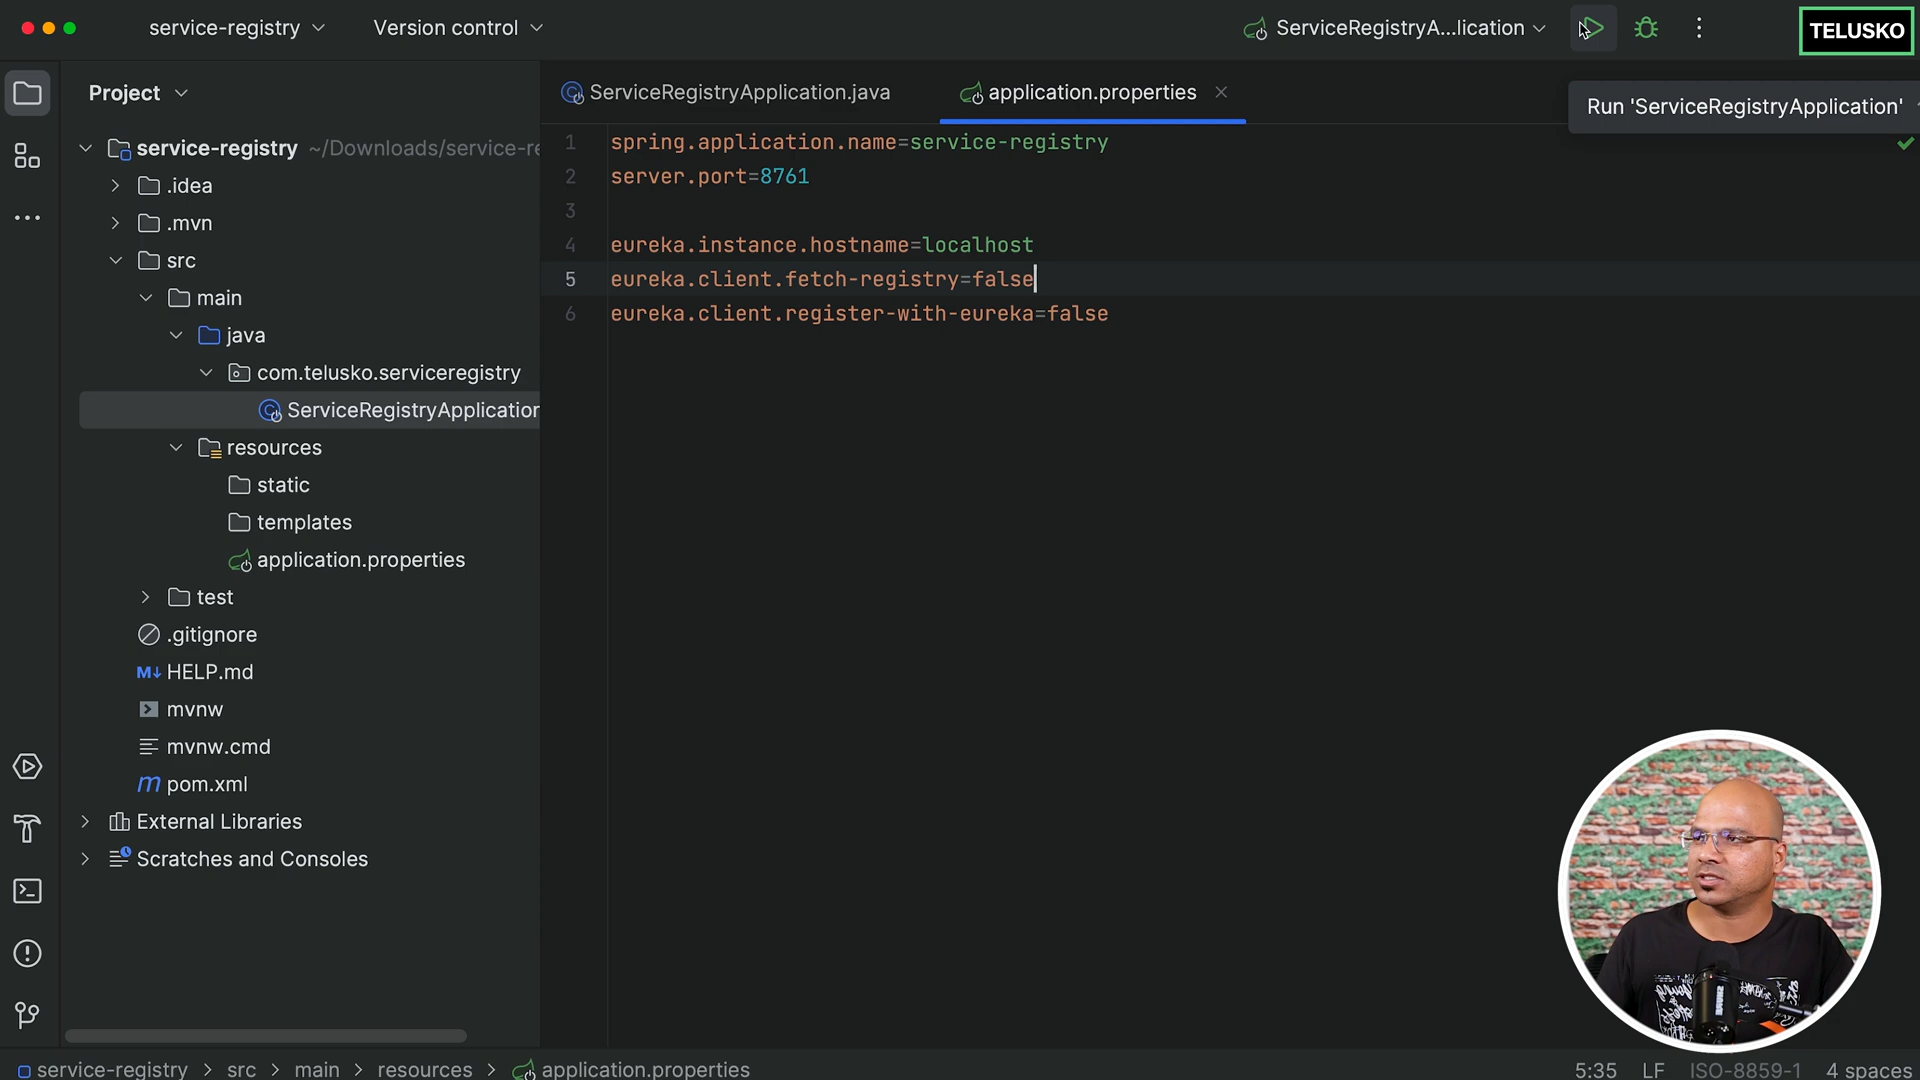 service-registry
Version control
ServiceRegistryA...lication
TELUSKO
Project
ServiceRegistryApplication.java
application.properties
Run 'ServiceRegistryApplication'
service-registry ~/Downloads/service-re
.idea
.mvn
src
main
java
com.telusko.serviceregistry
ServiceRegistryApplication
resources
static
templates
application.properties
test
.gitignore
M↓ HELP.md
mvnw
mvnw.cmd
m pom.xml
External Libraries
Scratches and Consoles
1 spring.application.name=service-registry
2 server.port=8761
3
4 eureka.instance.hostname=localhost
5 eureka.client.fetch-registry=false
6 eureka.client.register-with-eureka=false
service-registry > src > main > resources > application.properties
5:35 LF ISO-8859-1 4 spaces